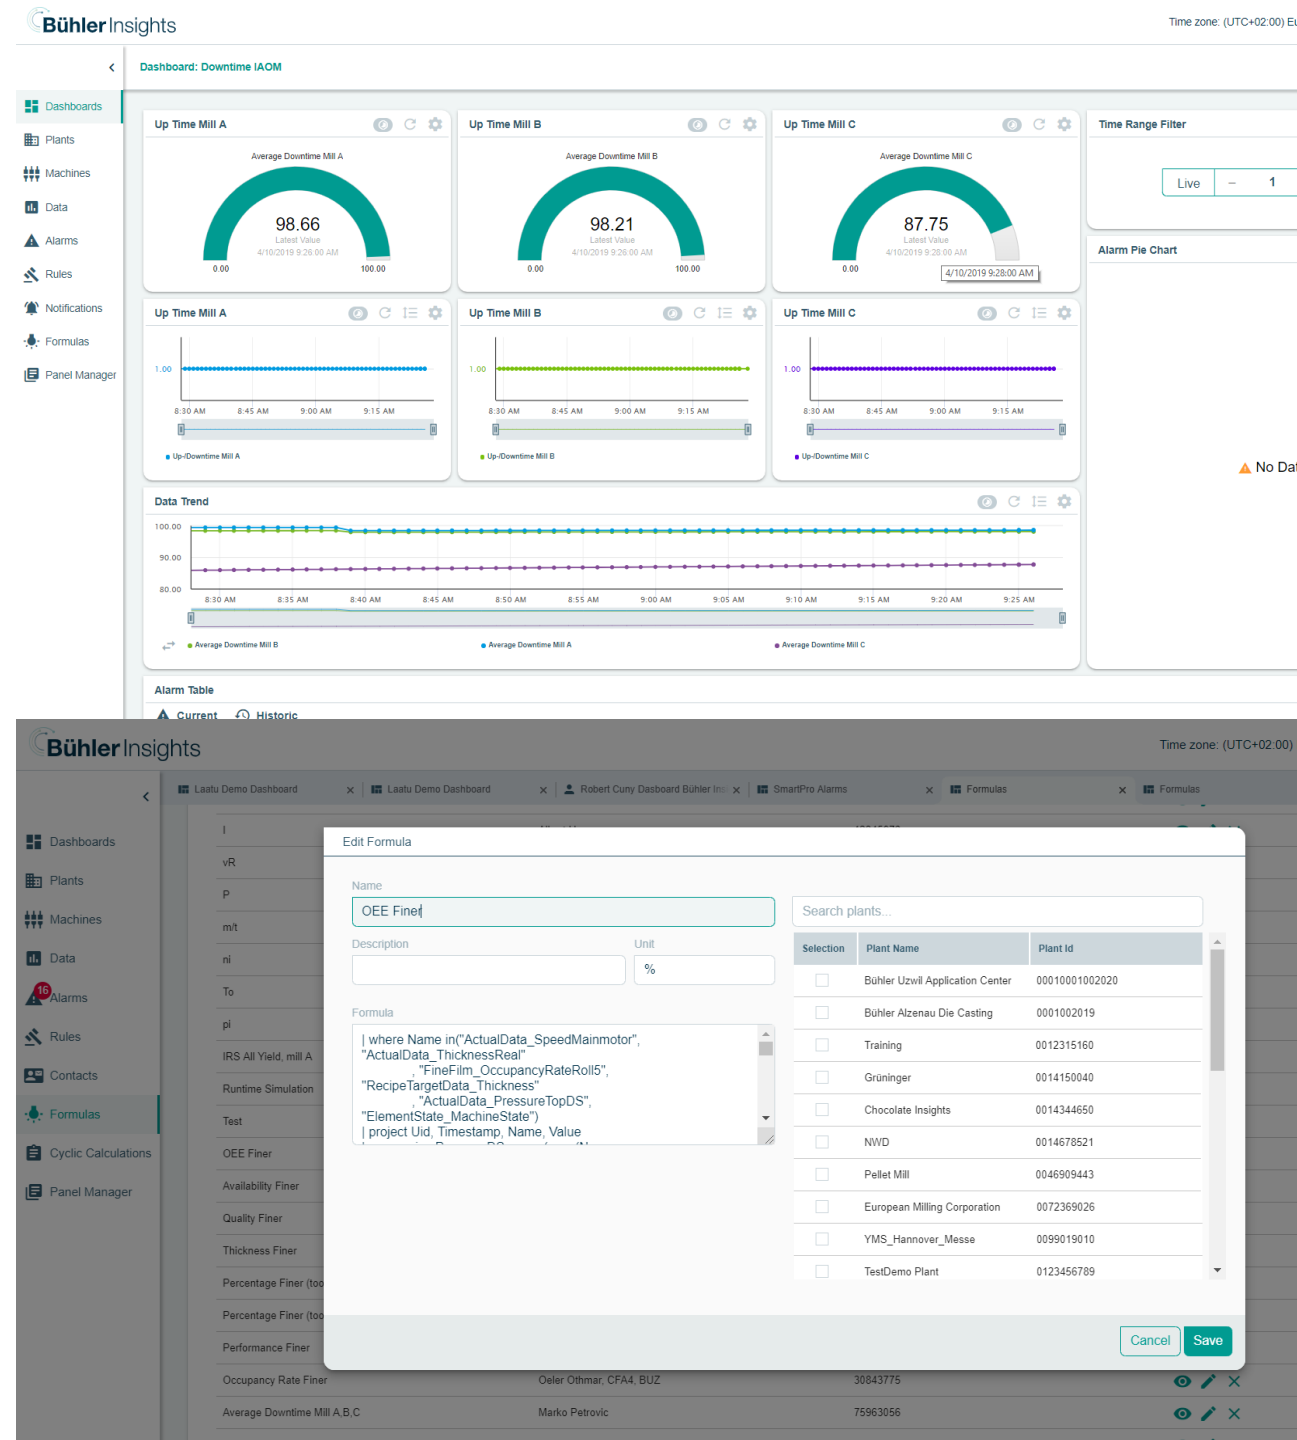 Bühler Insights
Time zone: (UTC+02:00) Eu
Dashboard: Downtime IAOM
Dashboards
Plants
Machines
Data
Alarms
Rules
Notifications
Formulas
Panel Manager
Up Time Mill A
Average Downtime Mill A
98.66
Latest Value
4/10/2019 9:26:00 AM
0.00 100.00
Up Time Mill B
Average Downtime Mill B
98.21
Latest Value
4/10/2019 9:26:00 AM
0.00 100.00
Up Time Mill C
Average Downtime Mill C
87.75
Latest Value
4/10/2019 9:26:00 AM
0.00
4/10/2019 9:28:00 AM
Time Range Filter
Live – 1
Alarm Pie Chart
No Dat
Up Time Mill A
1.00
8:30 AM 8:45 AM 9:00 AM 9:15 AM
Up-/Downtime Mill A
Up Time Mill B
1.00
8:30 AM 8:45 AM 9:00 AM 9:15 AM
Up-/Downtime Mill B
Up Time Mill C
1.00
8:30 AM 8:45 AM 9:00 AM 9:15 AM
Up-/Downtime Mill C
Data Trend
100.00
90.00
80.00
8:30 AM 8:35 AM 8:40 AM 8:45 AM 8:50 AM 8:55 AM 9:00 AM 9:05 AM 9:10 AM 9:15 AM 9:20 AM 9:25 AM
Average Downtime Mill B Average Downtime Mill A Average Downtime Mill C
Alarm Table
Current Historic
Bühler Insights
Time zone: (UTC+02:00)
Laatu Demo Dashboard x Laatu Demo Dashboard x Robert Cuny Dasboard Bühler Ins x SmartPro Alarms x Formulas x Formulas
Dashboards
Plants
Machines
Data
16
Alarms
Rules
Contacts
Formulas
Cyclic Calculations
Panel Manager
I
vR
P
m/t
ni
To
pi
IRS All Yield, mill A
Runtime Simulation
Test
OEE Finer
Availability Finer
Quality Finer
Thickness Finer
Percentage Finer (too
Percentage Finer (too
Performance Finer
Occupancy Rate Finer Oeler Othmar, CFA4, BUZ 30843775
Average Downtime Mill A,B,C Marko Petrovic 75963056
Edit Formula
Name
OEE Finer
Description Unit
%
Formula
| where Name in("ActualData_SpeedMainmotor",
"ActualData_ThicknessReal"
, "FineFilm_OccupancyRateRoll5",
"RecipeTargetData_Thickness"
, "ActualData_PressureTopDS",
"ElementState_MachineState")
| project Uid, Timestamp, Name, Value
Search plants...
Selection Plant Name Plant Id
Bühler Uzwil Application Center 00010001002020
Bühler Alzenau Die Casting 0001002019
Training 0012315160
Grüninger 0014150040
Chocolate Insights 0014344650
NWD 0014678521
Pellet Mill 0046909443
European Milling Corporation 0072369026
YMS_Hannover_Messe 0099019010
TestDemo Plant 0123456789
Cancel Save